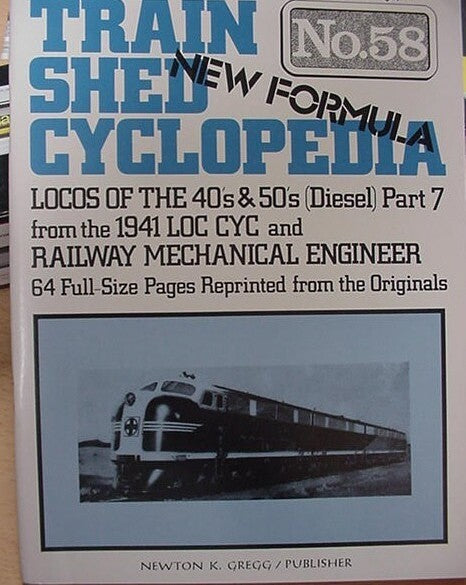 TRAIN
No.58
SHED
NEW FORMULA
CYCLOPEDIA
LOCOS OF THE 40's & 50's (Diesel) Part 7
from the 1941 LOC CYC and
RAILWAY MECHANICAL ENGINEER
64 Full-Size Pages Reprinted from the Originals
NEWTON K. GREGG / PUBLISHER